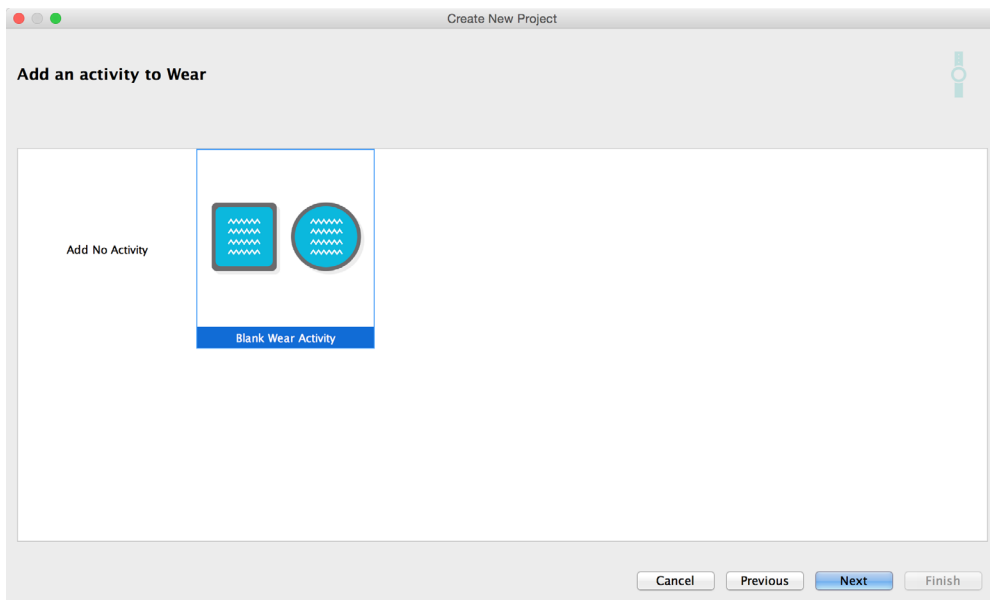 Create New Project
Add an activity to Wear
Add No Activity
Blank Wear Activity
Cancel Previous Next Finish